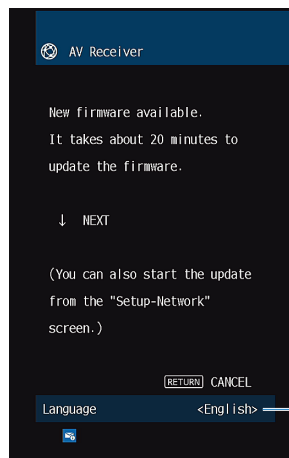 AV Receiver
New firmware available.
It takes about 20 minutes to
update the firmware.
↓ NEXT
(You can also start the update
from the "Setup-Network"
screen.)
RETURN CANCEL
Language <English>